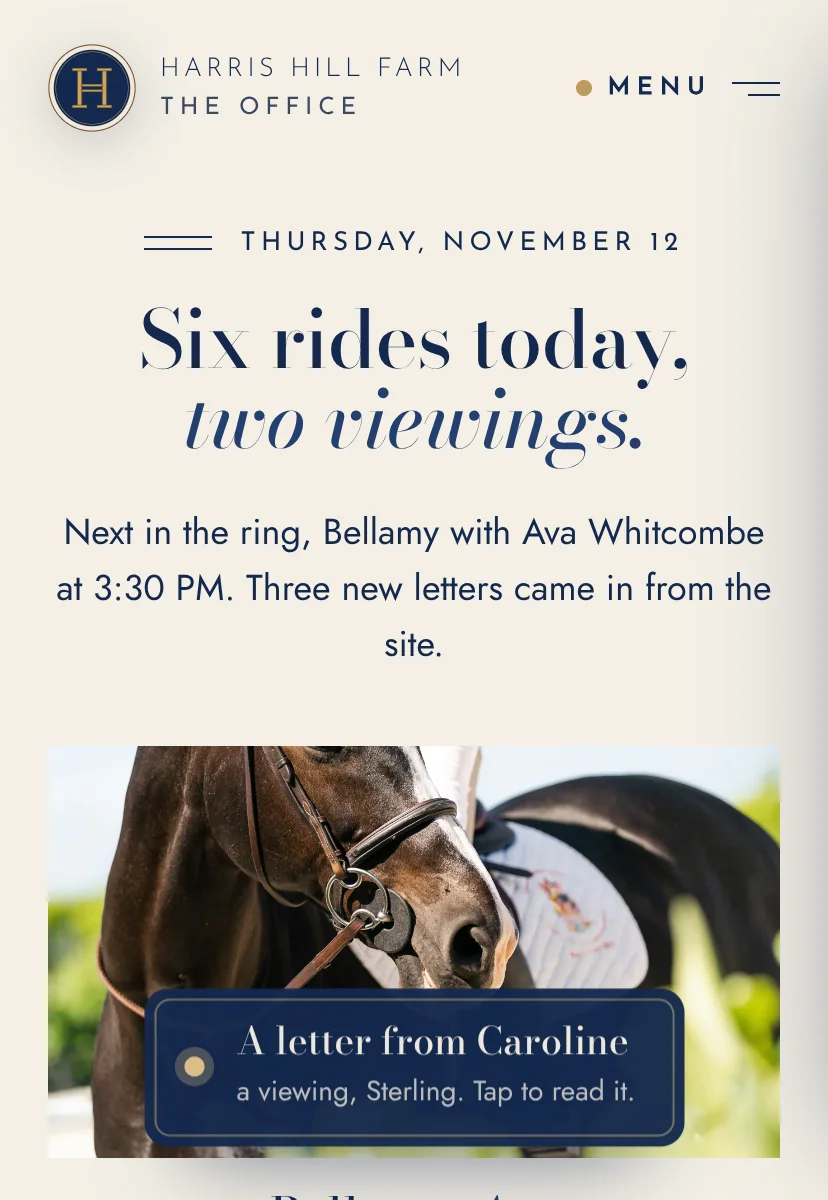 H
HARRIS HILL FARM
THE OFFICE
MENU
THURSDAY, NOVEMBER 12
Six rides today,
two viewings.
Next in the ring, Bellamy with Ava Whitcombe
at 3:30 PM. Three new letters came in from the
site.
A letter from Caroline
a viewing, Sterling. Tap to read it.